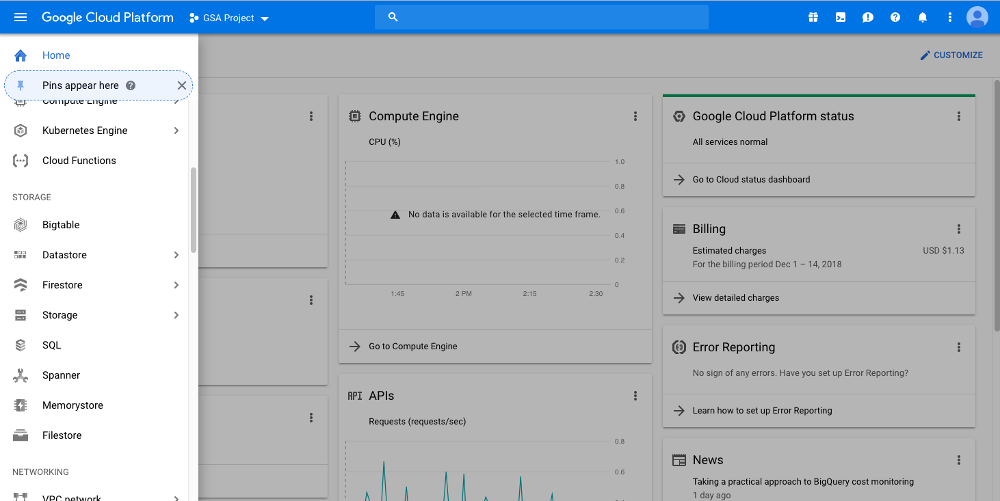 Google Cloud Platform
GSA Project
Home
Pins appear here
Compute Engine
Kubernetes Engine
Cloud Functions
STORAGE
Bigtable
Datastore
Firestore
Storage
SQL
Spanner
Memorystore
Filestore
NETWORKING
VPC network
CUSTOMIZE
Compute Engine
CPU (%)
1.0
0.8
0.6
No data is available for the selected time frame.
0.4
0.2
0
1:45 2 PM 2:15 2:30
Go to Compute Engine
API APIs
Requests (requests/sec)
0.8
0.6
0.4
Google Cloud Platform status
All services normal
Go to Cloud status dashboard
Billing
Estimated charges USD $1.13
For the billing period Dec 1 – 14, 2018
View detailed charges
Error Reporting
No sign of any errors. Have you set up Error Reporting?
Learn how to set up Error Reporting
News
Taking a practical approach to BigQuery cost monitoring
1 day ago